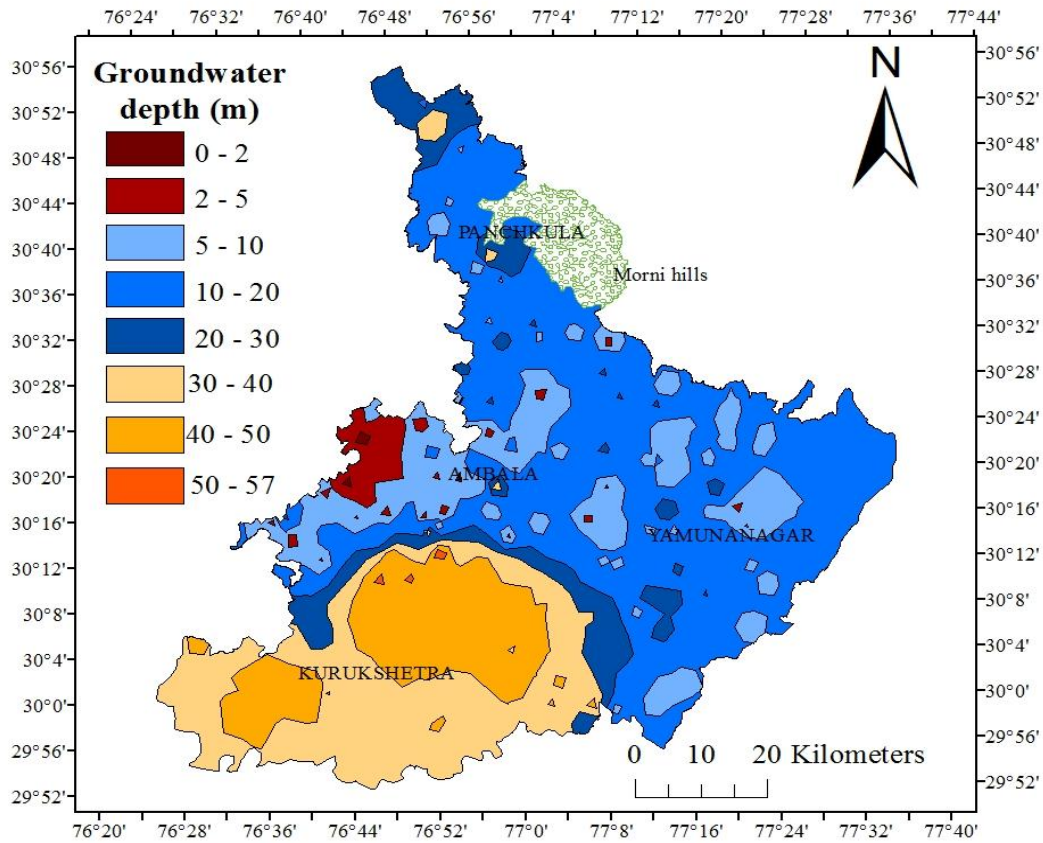 76°24' 76°32' 76°40' 76°48' 76°56' 77°4' 77°12' 77°20' 77°28' 77°36' 77°44'
30°56' 30°56'
30°52' 30°52'
30°48' 30°48'
30°44' 30°44'
30°40' 30°40'
30°36' 30°36'
30°32' 30°32'
30°28' 30°28'
30°24' 30°24'
30°20' 30°20'
30°16' 30°16'
30°12' 30°12'
30°8' 30°8'
30°4' 30°4'
30°0' 30°0'
29°56' 29°56'
29°52' 29°52'
Groundwater
depth (m)
0 - 2
2 - 5
5 - 10
10 - 20
20 - 30
30 - 40
40 - 50
50 - 57
N
PANCHKULA
Morni hills
AMBALA
YAMUNANAGAR
KURUKSHETRA
0 10 20 Kilometers
76°20' 76°28' 76°36' 76°44' 76°52' 77°0' 77°8' 77°16' 77°24' 77°32' 77°40'